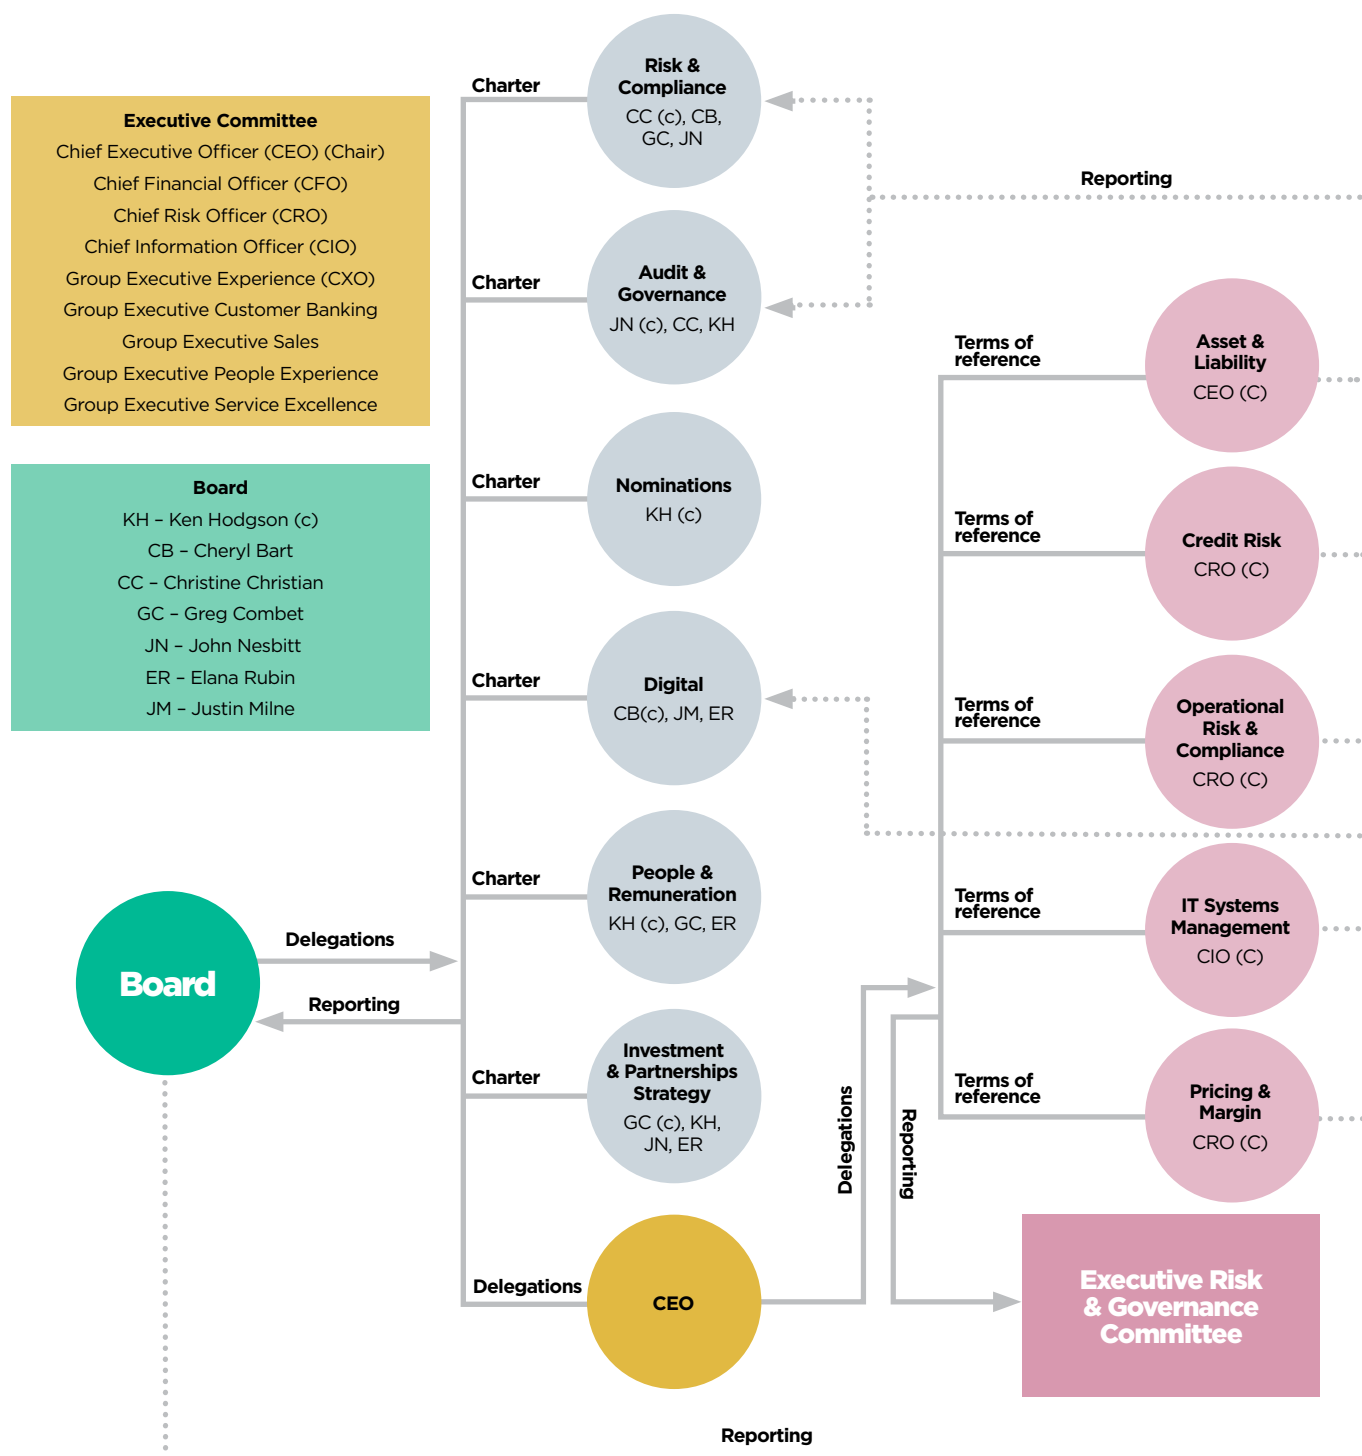 Executive Committee
Chief Executive Officer (CEO) (Chair)
Chief Financial Officer (CFO)
Chief Risk Officer (CRO)
Chief Information Officer (CIO)
Group Executive Experience (CXO)
Group Executive Customer Banking
Group Executive Sales
Group Executive People Experience
Group Executive Service Excellence
Board
KH – Ken Hodgson (c)
CB – Cheryl Bart
CC – Christine Christian
GC – Greg Combet
JN – John Nesbitt
ER – Elana Rubin
JM – Justin Milne
Board
Delegations
Reporting
Charter
Risk &
Compliance
CC (c), CB,
GC, JN
Charter
Audit &
Governance
JN (c), CC, KH
Charter
Nominations
KH (c)
Charter
Digital
CB(c), JM, ER
Charter
People &
Remuneration
KH (c), GC, ER
Charter
Investment
& Partnerships
Strategy
GC (c), KH,
JN, ER
Delegations
CEO
Delegations
Reporting
Reporting
Terms of
reference
Asset &
Liability
CEO (C)
Terms of
reference
Credit Risk
CRO (C)
Terms of
reference
Operational
Risk &
Compliance
CRO (C)
Terms of
reference
IT Systems
Management
CIO (C)
Terms of
reference
Pricing &
Margin
CRO (C)
Executive Risk
& Governance
Committee
Reporting